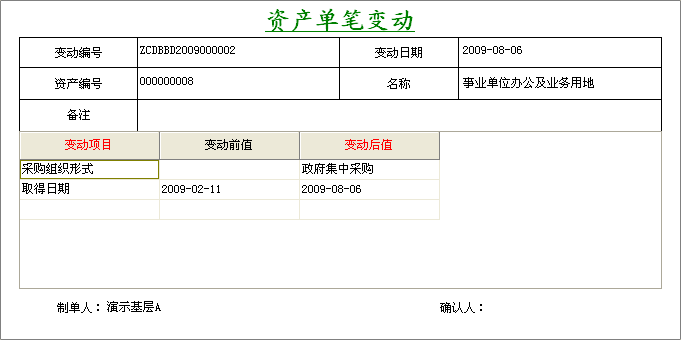 资产单笔变动
变动编号 ZCDBBD2009000002 变动日期 2009-08-06
资产编号 000000008 名称 事业单位办公及业务用地
备注
变动项目 变动前值 变动后值
采购组织形式 政府集中采购
取得日期 2009-02-11 2009-08-06
制单人：演示基层A 确认人：